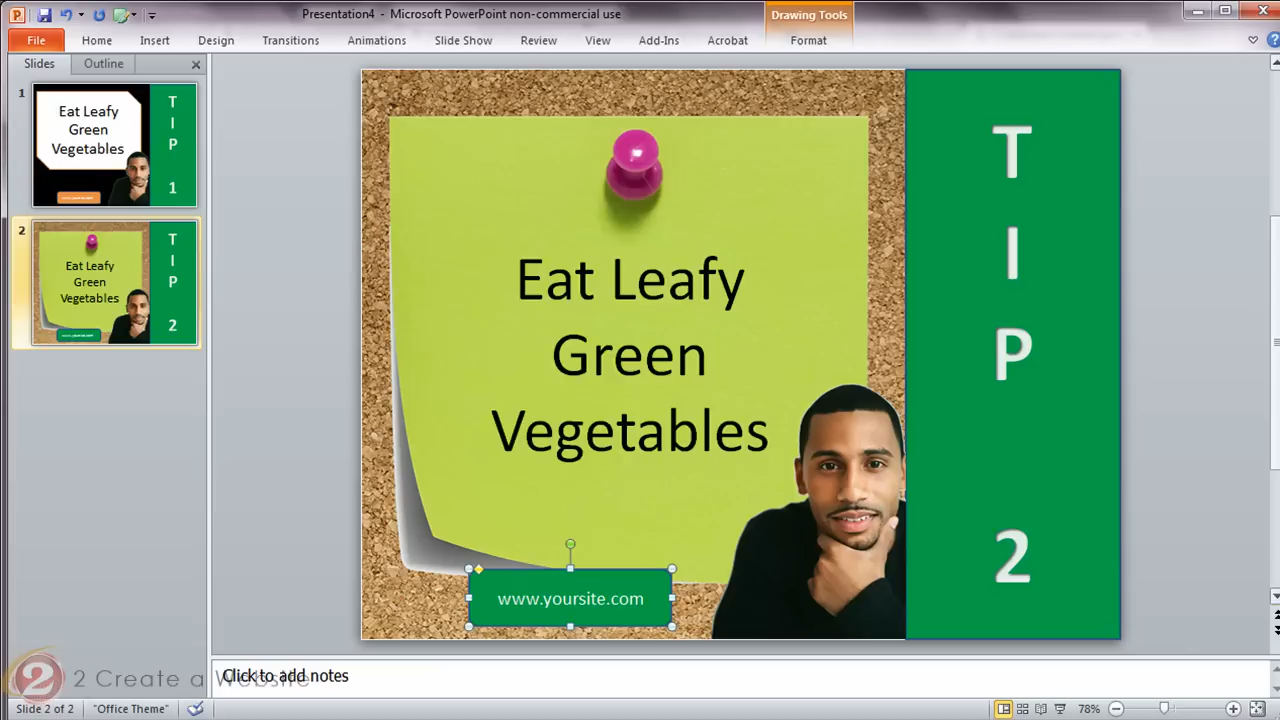 Presentation4 - Microsoft PowerPoint non-commercial use
Drawing Tools
File Home Insert Design Transitions Animations Slide Show Review View Add-Ins Acrobat Format
Slides Outline
1
Eat Leafy
Green
Vegetables
T
I
P
1
2
Eat Leafy
Green
Vegetables
T
I
P
2
Eat Leafy
Green
Vegetables
www.yoursite.com
T
I
P
2
Click to add notes
2 2 Create a Website
Slide 2 of 2 "Office Theme" 78%